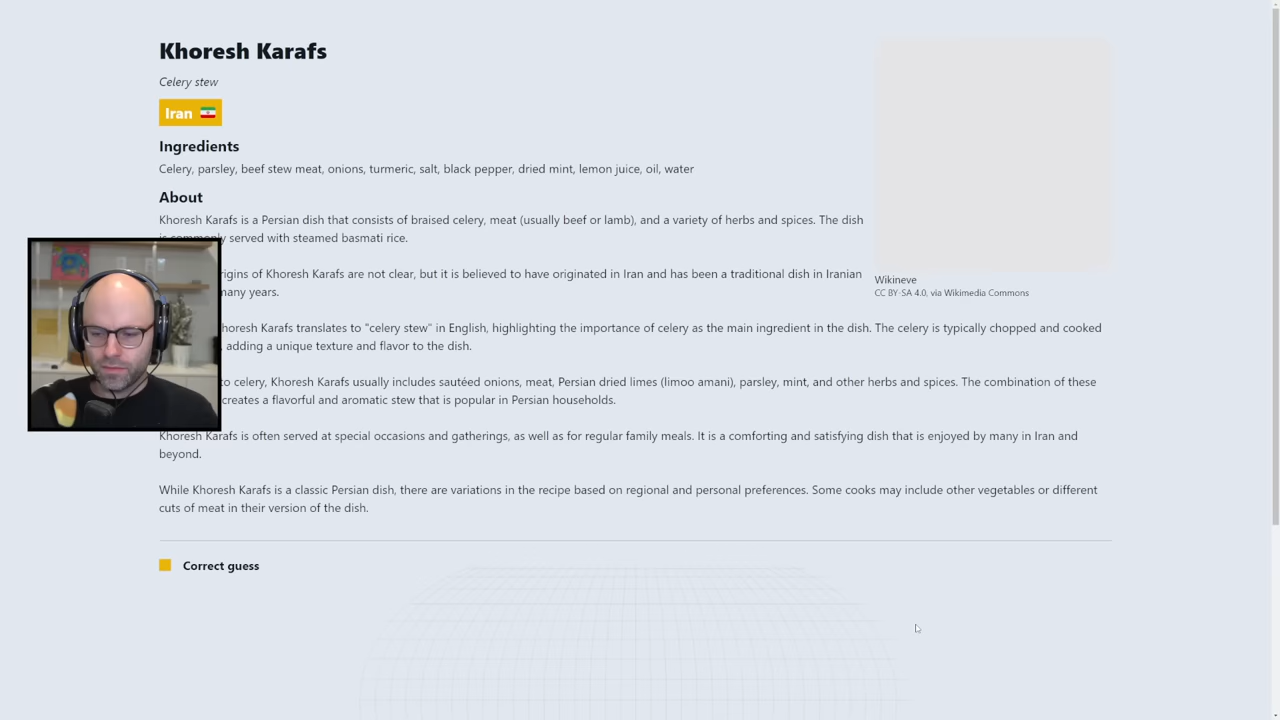 Khoresh Karafs
Celery stew
Iran
Ingredients
Celery, parsley, beef stew meat, onions, turmeric, salt, black pepper, dried mint, lemon juice, oil, water
About
Khoresh Karafs is a Persian dish that consists of braised celery, meat (usually beef or lamb), and a variety of herbs and spices. The dish
is commonly served with steamed basmati rice.
of Khoresh Karafs are not clear, but it is believed to have originated in Iran and has been a traditional dish in Iranian
many years.
Wikineve
CC BY-SA 4.0, via Wikimedia Commons
Khoresh Karafs translates to "celery stew" in English, highlighting the importance of celery as the main ingredient in the dish. The celery is typically chopped and cooked
, adding a unique texture and flavor to the dish.
to celery, Khoresh Karafs usually includes sautéed onions, meat, Persian dried limes (limoo amani), parsley, mint, and other herbs and spices. The combination of these
creates a flavorful and aromatic stew that is popular in Persian households.
Khoresh Karafs is often served at special occasions and gatherings, as well as for regular family meals. It is a comforting and satisfying dish that is enjoyed by many in Iran and
beyond.
While Khoresh Karafs is a classic Persian dish, there are variations in the recipe based on regional and personal preferences. Some cooks may include other vegetables or different
cuts of meat in their version of the dish.
Correct guess